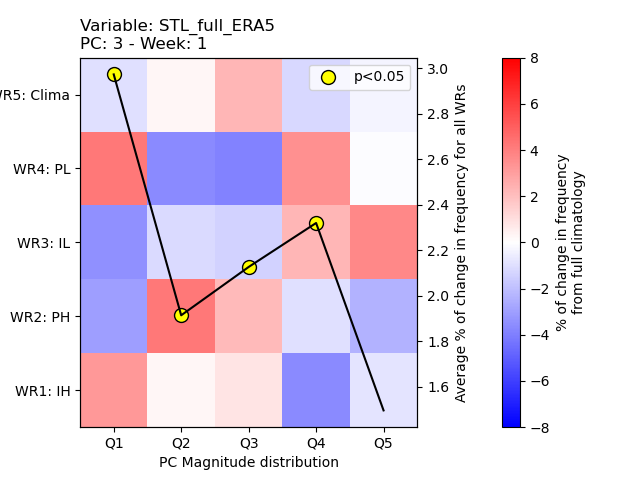 Variable: STL_full_ERA5
PC: 3 - Week: 1
p<0.05
WR5: Clima
WR4: PL
WR3: IL
WR2: PH
WR1: IH
Q1 Q2 Q3 Q4 Q5
PC Magnitude distribution
3.0
2.8
2.6
2.4
2.2
2.0
1.8
1.6
Average % of change in frequency for all WRs
8
6
4
2
0
−2
−4
−6
−8
% of change in frequency
from full climatology